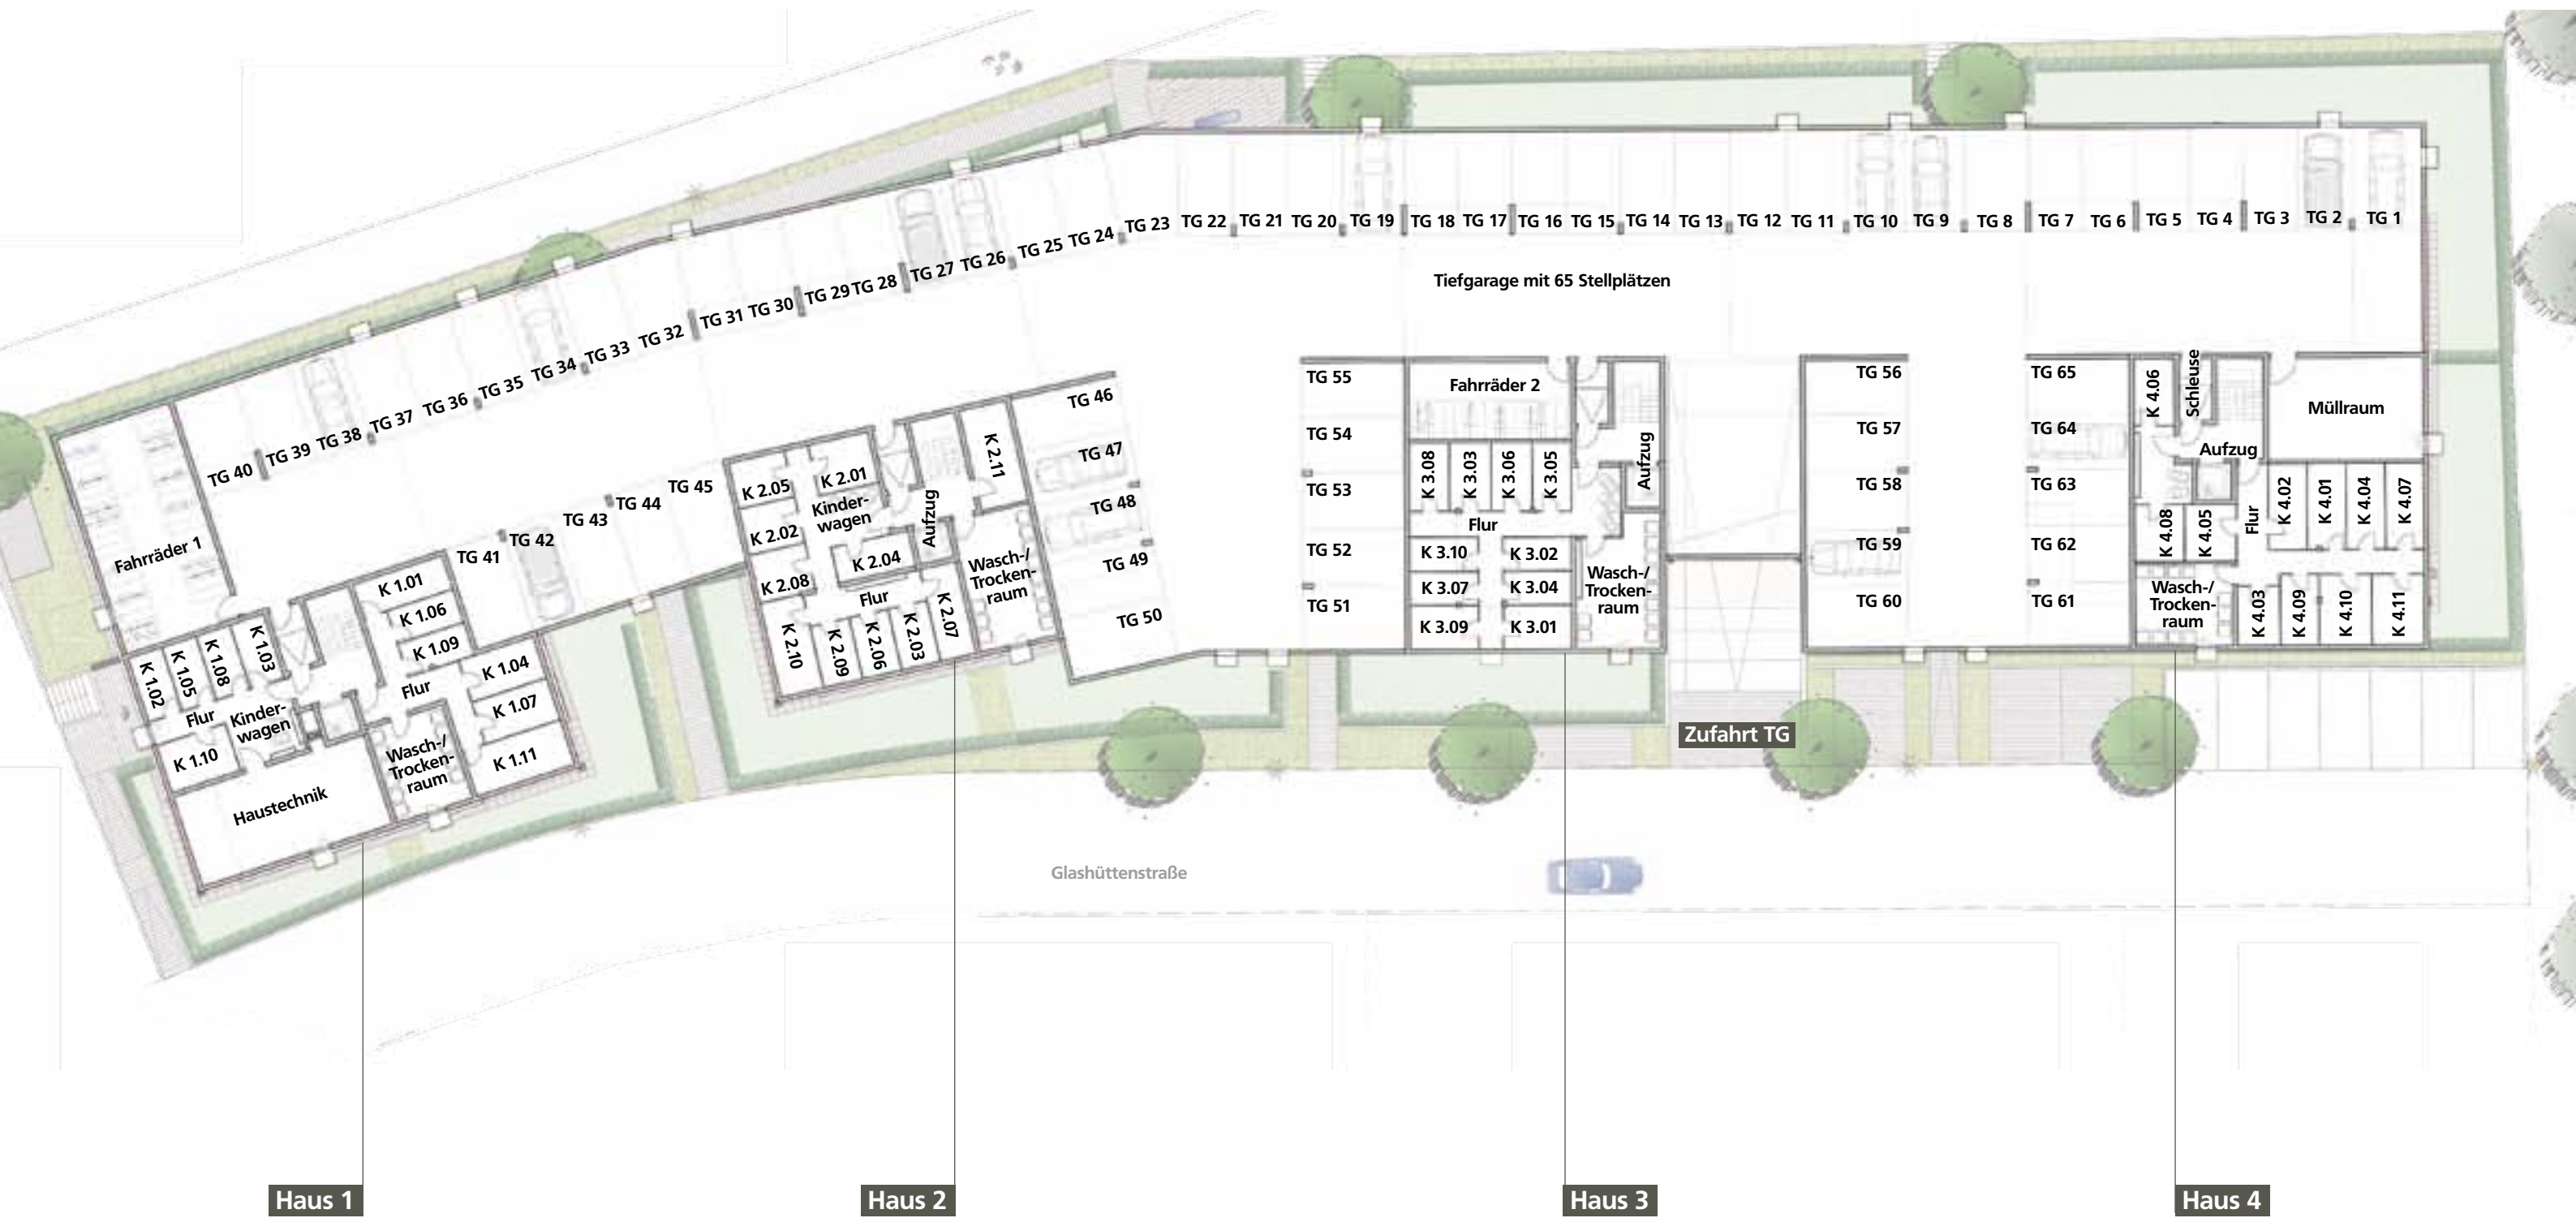 TG 23
TG 22
TG 21
TG 20
TG 19
TG 18
TG 17
TG 16
TG 15
TG 14
TG 13
TG 12
TG 11
TG 10
TG 9
TG 8
TG 7
TG 6
TG 5
TG 4
TG 3
TG 2
TG 1
TG 40
TG 39
TG 38
TG 37
TG 36
TG 35
TG 34
TG 33
TG 32
TG 31
TG 30
TG 29
TG 28
TG 27
TG 26
TG 25
TG 24
Tiefgarage mit 65 Stellplätzen
Fahrräder 1
TG 41
TG 42
TG 43
TG 44
TG 45
K 1.01
K 1.06
K 1.09
K 1.03
K 1.08
K 1.05
K 1.02
Flur
Kinder-
wagen
K 1.10
Flur
K 1.04
K 1.07
K 1.11
Wasch-/
Trocken-
raum
Haustechnik
K 2.05
K 2.01
Kinder-
wagen
K 2.02
K 2.04
K 2.08
Flur
K 2.10
K 2.09
K 2.06
K 2.03
K 2.07
Aufzug
K 2.11
Wasch-/
Trocken-
raum
TG 46
TG 47
TG 48
TG 49
TG 50
TG 55
TG 54
TG 53
TG 52
TG 51
Fahrräder 2
K 3.08
K 3.03
K 3.06
K 3.05
Aufzug
Flur
K 3.10
K 3.02
K 3.07
K 3.04
K 3.09
K 3.01
Wasch-/
Trocken-
raum
TG 56
TG 57
TG 58
TG 59
TG 60
TG 65
TG 64
TG 63
TG 62
TG 61
K 4.06
Schleuse
Müllraum
Aufzug
K 4.08
K 4.05
Flur
K 4.02
K 4.01
K 4.04
K 4.07
Wasch-/
Trocken-
raum
K 4.03
K 4.09
K 4.10
K 4.11
Zufahrt TG
Glashüttenstraße
Haus 1
Haus 2
Haus 3
Haus 4